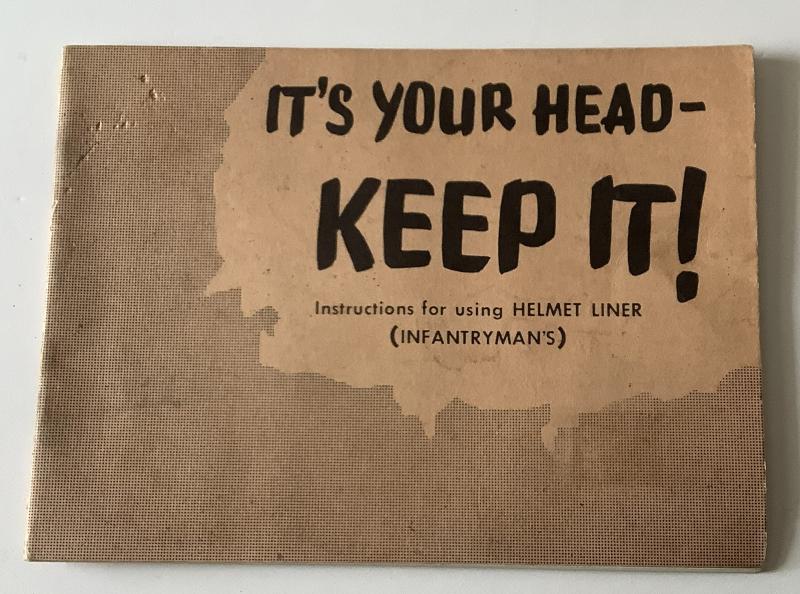 IT'S YOUR HEAD-
KEEP IT!
Instructions for using HELMET LINER
(INFANTRYMAN'S)